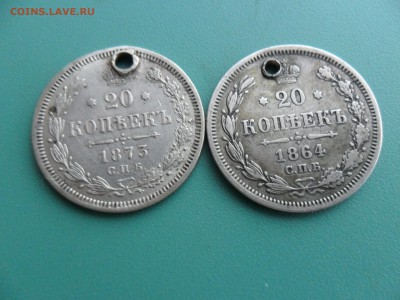 COINS.LAVE.RU
20
КОПѢЕКЪ
1873
С.П.Б.
20
КОПѢЕКЪ
1864
С.П.Б.